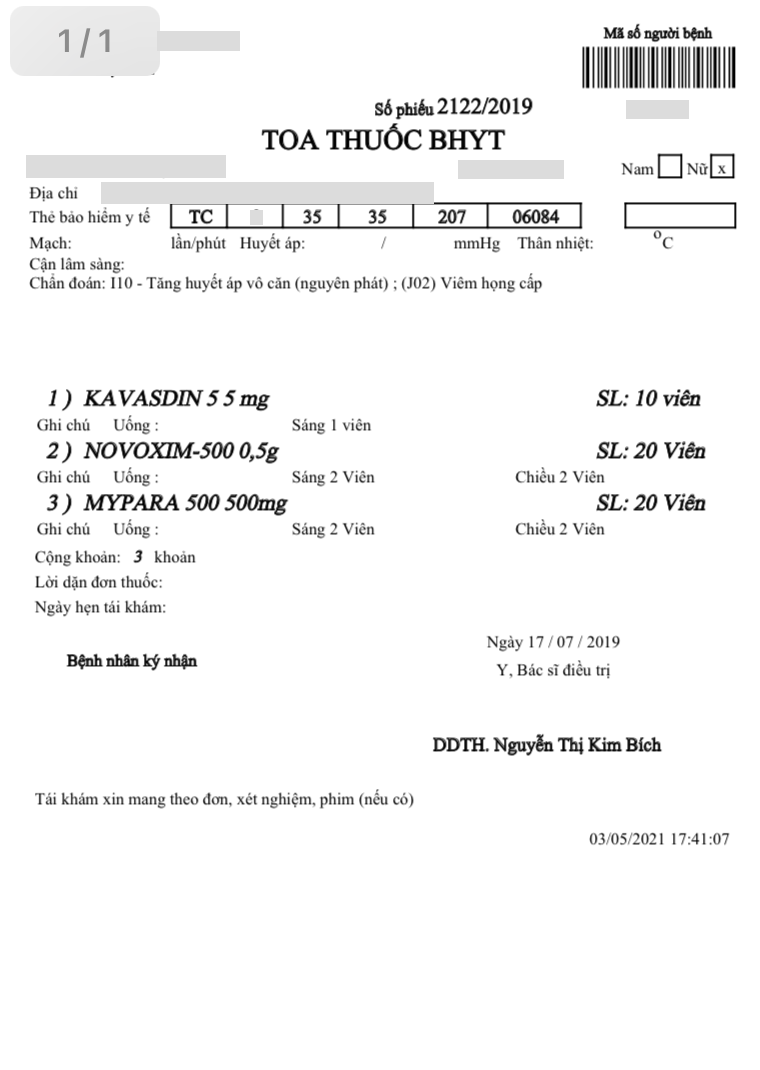 1/1
Mã số người bệnh
Số phiếu 2122/2019
TOA THUỐC BHYT
Nam Nữ x
Địa chỉ
Thẻ bảo hiểm y tế TC 35 35 207 06084
Mạch: lần/phút Huyết áp: / mmHg Thân nhiệt: °C
Cận lâm sàng:
Chẩn đoán: I10 - Tăng huyết áp vô căn (nguyên phát) ; (J02) Viêm họng cấp
1 ) KAVASDIN 5 5 mg SL: 10 viên
Ghi chú Uống : Sáng 1 viên
2 ) NOVOXIM-500 0,5g SL: 20 Viên
Ghi chú Uống : Sáng 2 Viên Chiều 2 Viên
3 ) MYPARA 500 500mg SL: 20 Viên
Ghi chú Uống : Sáng 2 Viên Chiều 2 Viên
Cộng khoản: 3 khoản
Lời dặn đơn thuốc:
Ngày hẹn tái khám:
Ngày 17 / 07 / 2019
Bệnh nhân ký nhận
Y, Bác sĩ điều trị
DDTH. Nguyễn Thị Kim Bích
Tái khám xin mang theo đơn, xét nghiệm, phim (nếu có)
03/05/2021 17:41:07